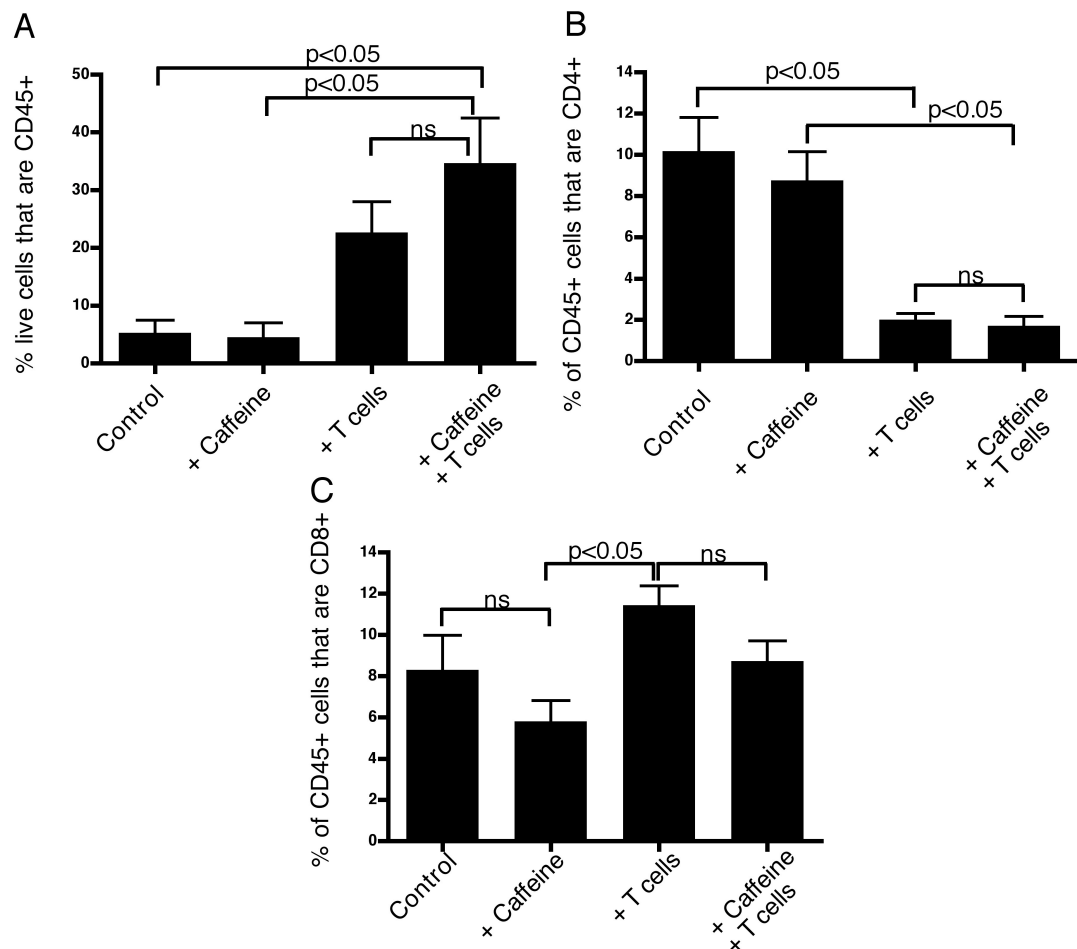 A
% live cells that are CD45+
50
40
30
20
10
0
p<0.05
p<0.05
ns
Control
+ Caffeine
+ T cells
+ Caffeine
+ T cells
B
% of CD45+ cells that are CD4+
14
12
10
8
6
4
2
0
p<0.05
p<0.05
ns
Control
+ Caffeine
+ T cells
+ Caffeine
+ T cells
C
% of CD45+ cells that are CD8+
14
12
10
8
6
4
2
0
p<0.05
ns
ns
Control
+ Caffeine
+ T cells
+ Caffeine
+ T cells